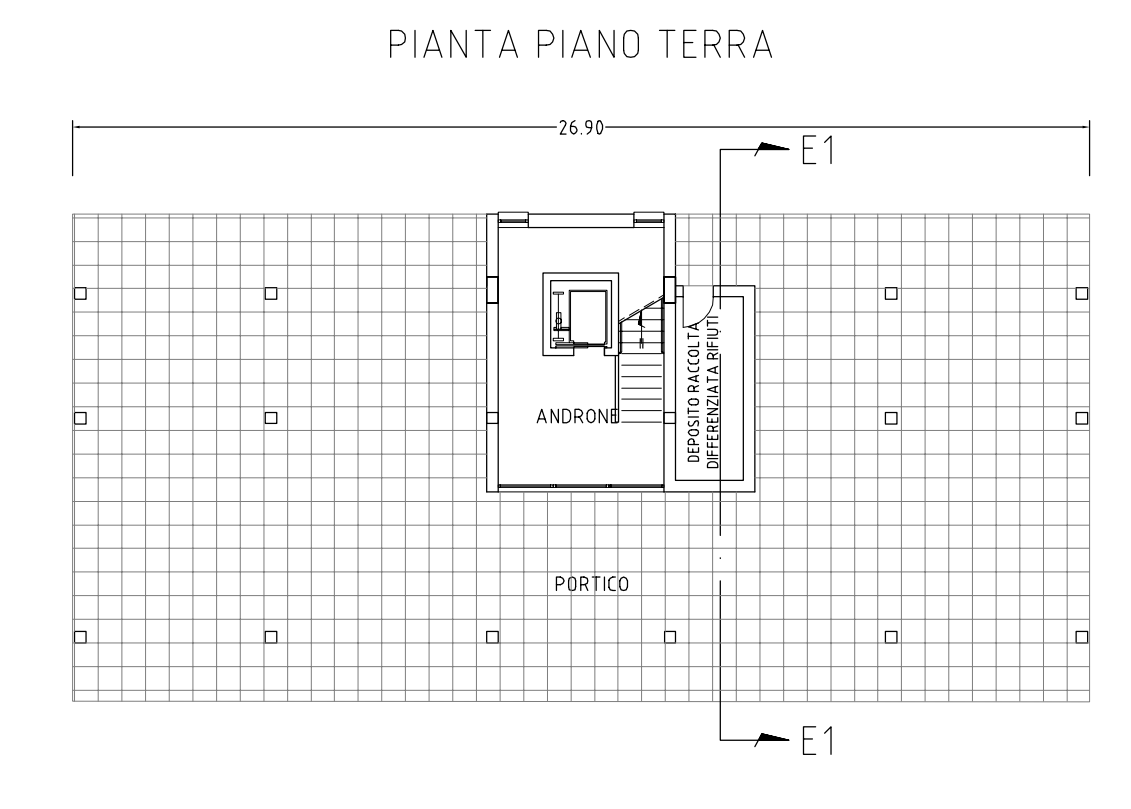 PIANTA PIANO TERRA
26.90
E1
DEPOSITO RACCOLTA
DIFFERENZIATA RIFIUTI
ANDRONE
PORTICO
E1